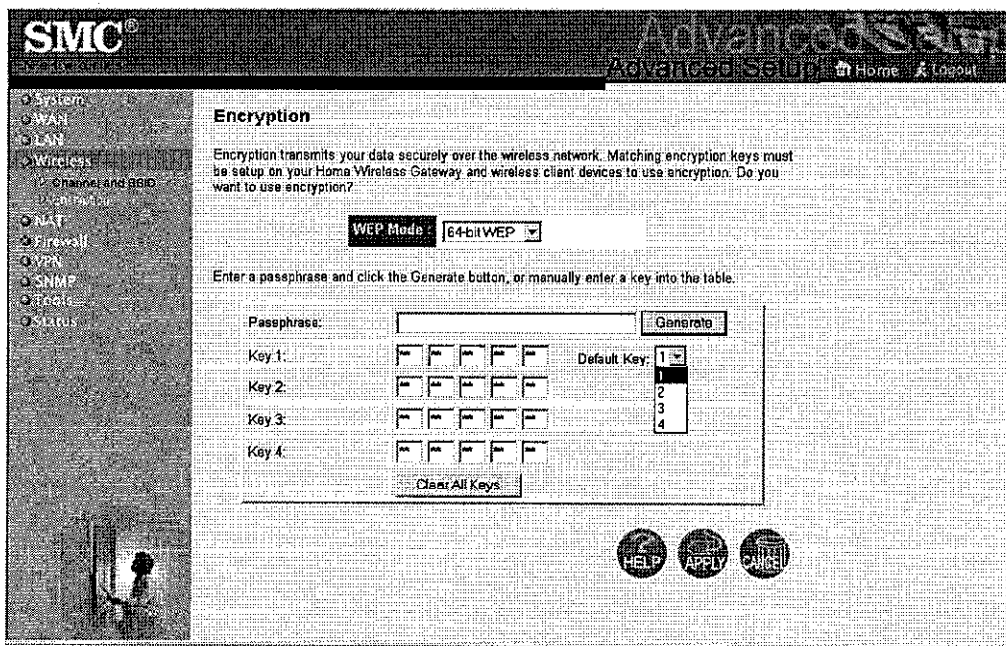 SMC®
Networks
Advanced Setup
Advanced Setup
Home
Logout
System
WAN
LAN
Wireless
Channel and SSID
Encryption
NAT
Firewall
VPN
SNMP
Tools
Status
Encryption
Encryption transmits your data securely over the wireless network. Matching encryption keys must
be setup on your Home Wireless Gateway and wireless client devices to use encryption. Do you
want to use encryption?
WEP Mode : 64-bit WEP
Enter a passphrase and click the Generate button, or manually enter a key into the table.
Passphrase: Generate
Key 1: ** ** ** ** ** Default Key: 1
1
2
3
4
Key 2: ** ** ** ** **
Key 3: ** ** ** ** **
Key 4: ** ** ** ** **
Clear All Keys
HELP APPLY CANCEL